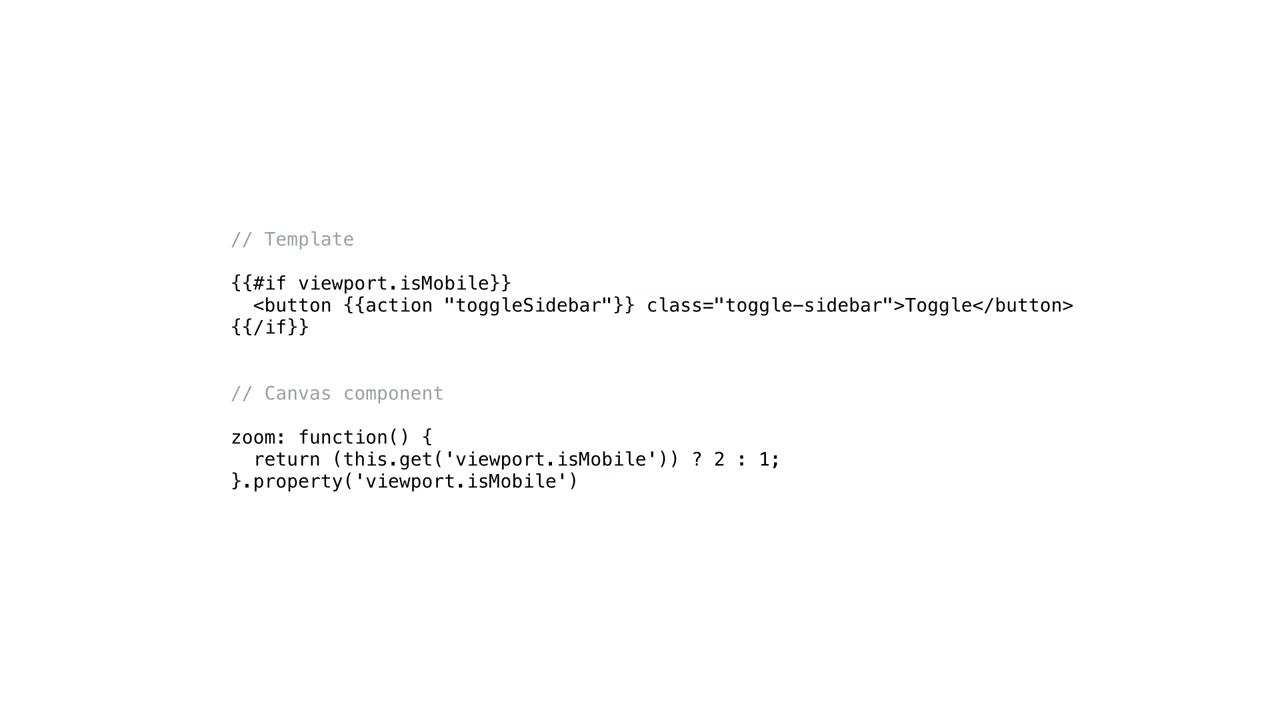 // Template
{{#if viewport.isMobile}}
<button {{action "toggleSidebar"}} class="toggle-sidebar">Toggle</button>
{{/if}}
// Canvas component
zoom: function() {
return (this.get('viewport.isMobile')) ? 2 : 1;
}.property('viewport.isMobile')